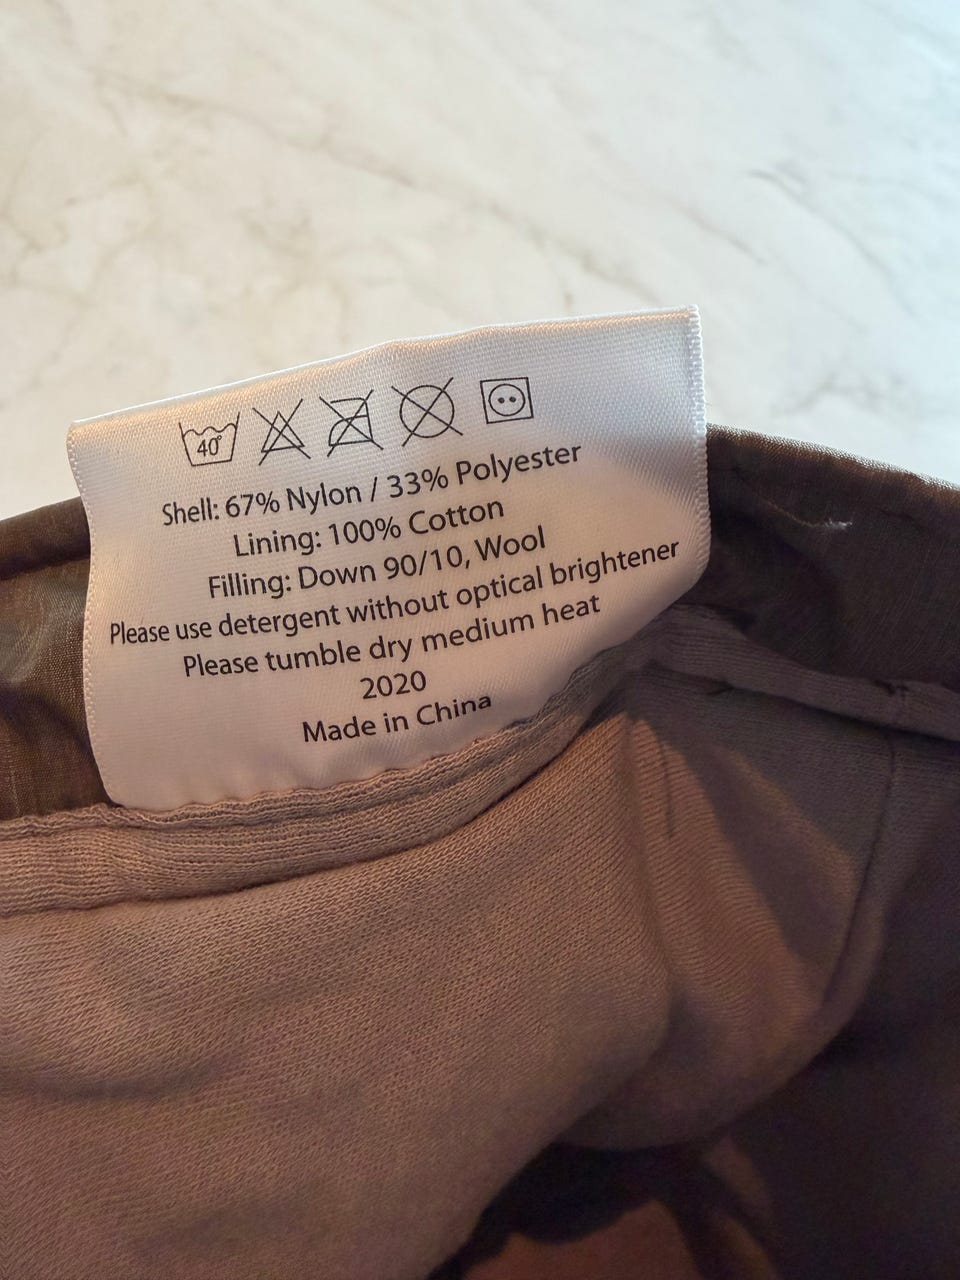 40°
Shell: 67% Nylon / 33% Polyester
Lining: 100% Cotton
Filling: Down 90/10, Wool
Please use detergent without optical brightener
Please tumble dry medium heat
2020
Made in China